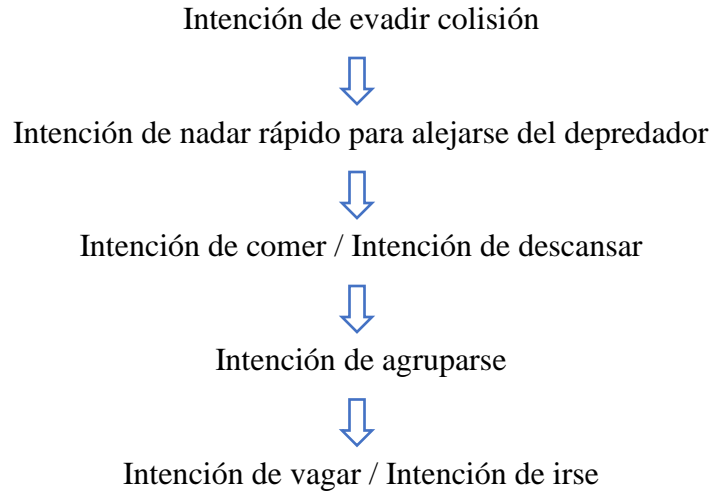 Intención de evadir colisión
Intención de nadar rápido para alejarse del depredador
Intención de comer / Intención de descansar
Intención de agruparse
Intención de vagar / Intención de irse